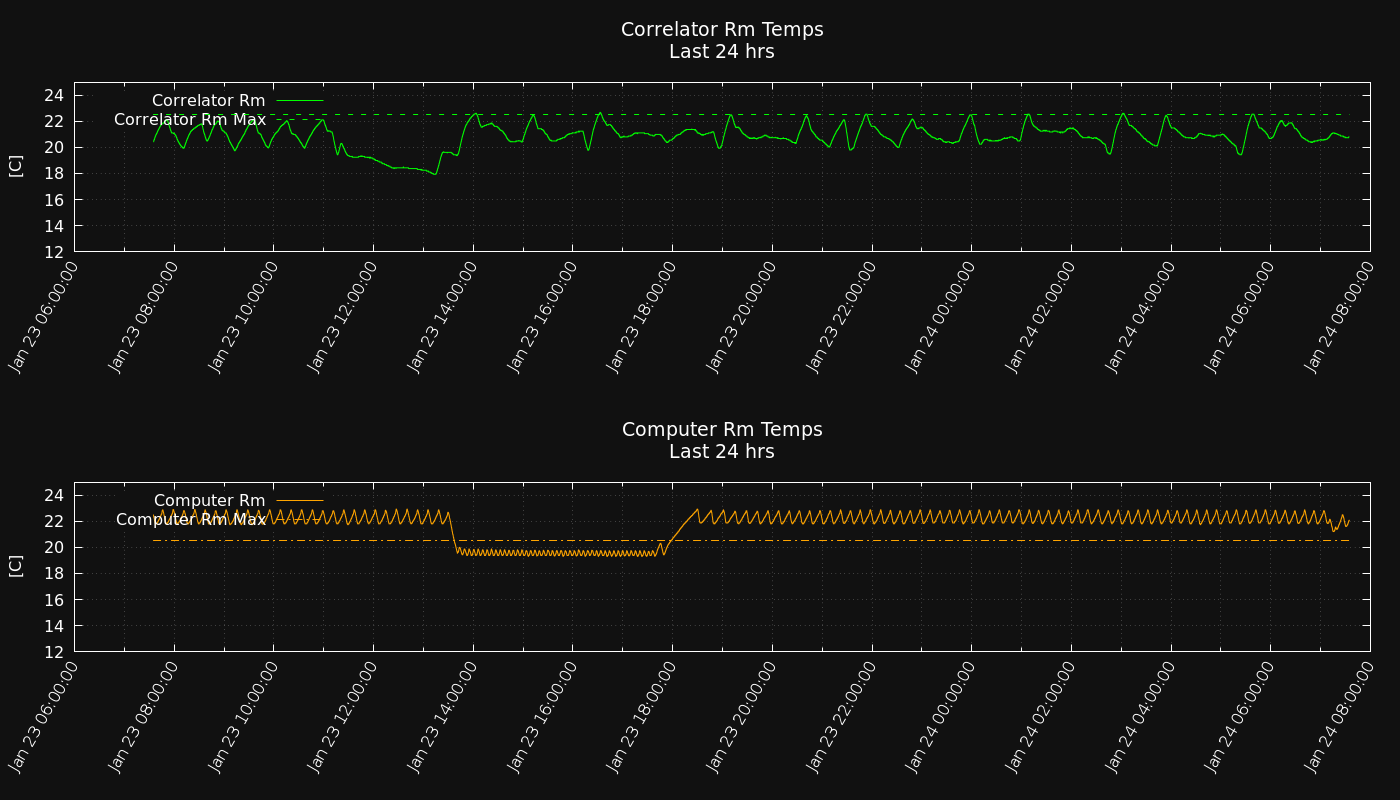 Correlator Rm Temps
Last 24 hrs
Correlator Rm
Correlator Rm Max
[C]
24
22
20
18
16
14
12
Jan 23 06:00:00
Jan 23 08:00:00
Jan 23 10:00:00
Jan 23 12:00:00
Jan 23 14:00:00
Jan 23 16:00:00
Jan 23 18:00:00
Jan 23 20:00:00
Jan 23 22:00:00
Jan 24 00:00:00
Jan 24 02:00:00
Jan 24 04:00:00
Jan 24 06:00:00
Jan 24 08:00:00
Computer Rm Temps
Last 24 hrs
Computer Rm
Computer Rm Max
[C]
24
22
20
18
16
14
12
Jan 23 06:00:00
Jan 23 08:00:00
Jan 23 10:00:00
Jan 23 12:00:00
Jan 23 14:00:00
Jan 23 16:00:00
Jan 23 18:00:00
Jan 23 20:00:00
Jan 23 22:00:00
Jan 24 00:00:00
Jan 24 02:00:00
Jan 24 04:00:00
Jan 24 06:00:00
Jan 24 08:00:00